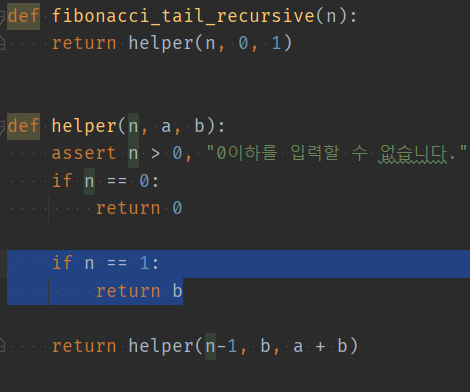 def fibonacci_tail_recursive(n):
    return helper(n, 0, 1)
def helper(n, a, b):
    assert n > 0, "0이하를 입력할 수 없습니다."
    if n == 0:
        return 0
    if n == 1:
        return b
    return helper(n-1, b, a + b)